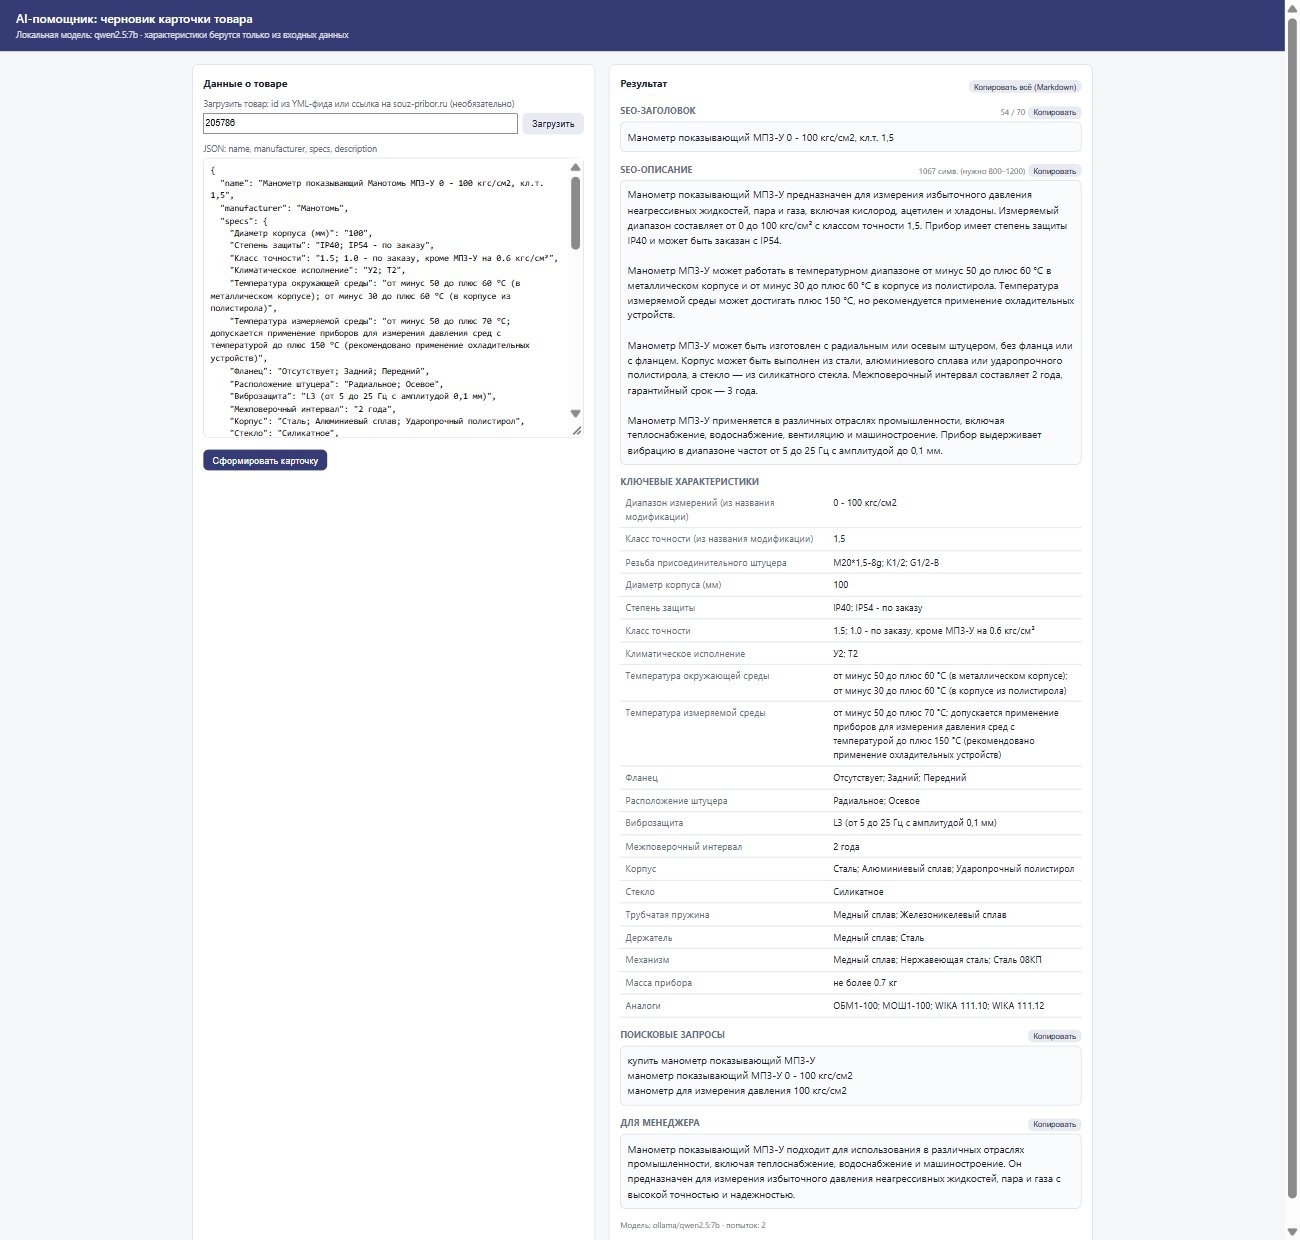 AI-помощник: черновик карточки товара
Локальная модель: qwen2.5:7b · характеристики берутся только из входных данных
Данные о товаре
Загрузить товар: id из YML-фида или ссылка на souz-pribor.ru (необязательно)
205786
Загрузить
JSON: name, manufacturer, specs, description
{
"name": "Манометр показывающий Манотомь МП3-У 0 - 100 кгс/см2, кл.т.
1,5",
"manufacturer": "Манотомь",
"specs": {
"Диаметр корпуса (мм)": "100",
"Степень защиты": "IP40; IP54 - по заказу",
"Класс точности": "1.5; 1.0 - по заказу, кроме МП3-У на 0.6 кгс/см²",
"Климатическое исполнение": "У2; Т2",
"Температура окружающей среды": "от минус 50 до плюс 60 °С (в
металлическом корпусе); от минус 30 до плюс 60 °С (в корпусе из
полистирола)",
"Температура измеряемой среды": "от минус 50 до плюс 70 °С;
допускается применение приборов для измерения давления сред с
температурой до плюс 150 °С (рекомендовано применение охладительных
устройств)",
"Фланец": "Отсутствует; Задний; Передний",
"Расположение штуцера": "Радиальное; Осевое",
"Виброзащита": "L3 (от 5 до 25 Гц с амплитудой 0,1 мм)",
"Межповерочный интервал": "2 года",
"Корпус": "Сталь; Алюминиевый сплав; Ударопрочный полистирол",
"Стекло": "Силикатное",
Сформировать карточку
Результат
Копировать всё (Markdown)
SEO-ЗАГОЛОВОК
54 / 70
Копировать
Манометр показывающий МП3-У 0 - 100 кгс/см2, кл.т. 1,5
SEO-ОПИСАНИЕ
1067 симв. (нужно 800–1200)
Копировать
Манометр показывающий МП3-У предназначен для измерения избыточного давления
неагрессивных жидкостей, пара и газа, включая кислород, ацетилен и хладоны. Измеряемый
диапазон составляет от 0 до 100 кгс/см² с классом точности 1,5. Прибор имеет степень защиты
IP40 и может быть заказан с IP54.
Манометр МП3-У может работать в температурном диапазоне от минус 50 до плюс 60 °C в
металлическом корпусе и от минус 30 до плюс 60 °C в корпусе из полистирола. Температура
измеряемой среды может достигать плюс 150 °C, но рекомендуется применение охладительных
устройств.
Манометр МП3-У может быть изготовлен с радиальным или осевым штуцером, без фланца или
с фланцем. Корпус может быть выполнен из стали, алюминиевого сплава или ударопрочного
полистирола, а стекло — из силикатного стекла. Межповерочный интервал составляет 2 года,
гарантийный срок — 3 года.
Манометр МП3-У применяется в различных отраслях промышленности, включая
теплоснабжение, водоснабжение, вентиляцию и машиностроение. Прибор выдерживает
вибрацию в диапазоне частот от 5 до 25 Гц с амплитудой до 0,1 мм.
КЛЮЧЕВЫЕ ХАРАКТЕРИСТИКИ
Диапазон измерений (из названия
модификации)
0 - 100 кгс/см2
Класс точности (из названия модификации)
1,5
Резьба присоединительного штуцера
М20*1,5-8g; К1/2; G1/2-В
Диаметр корпуса (мм)
100
Степень защиты
IP40; IP54 - по заказу
Класс точности
1.5; 1.0 - по заказу, кроме МП3-У на 0.6 кгс/см²
Климатическое исполнение
У2; Т2
Температура окружающей среды
от минус 50 до плюс 60 °С (в металлическом корпусе);
от минус 30 до плюс 60 °С (в корпусе из полистирола)
Температура измеряемой среды
от минус 50 до плюс 70 °С; допускается применение
приборов для измерения давления сред с
температурой до плюс 150 °С (рекомендовано
применение охладительных устройств)
Фланец
Отсутствует; Задний; Передний
Расположение штуцера
Радиальное; Осевое
Виброзащита
L3 (от 5 до 25 Гц с амплитудой 0,1 мм)
Межповерочный интервал
2 года
Корпус
Сталь; Алюминиевый сплав; Ударопрочный полистирол
Стекло
Силикатное
Трубчатая пружина
Медный сплав; Железоникелевый сплав
Держатель
Медный сплав; Сталь
Механизм
Медный сплав; Нержавеющая сталь; Сталь 08КП
Масса прибора
не более 0,7 кг
Аналоги
ОБМ1-100; МОШ1-100; WIKA 111.10; WIKA 111.12
ПОИСКОВЫЕ ЗАПРОСЫ
Копировать
купить манометр показывающий МП3-У
манометр показывающий МП3-У 0 - 100 кгс/см2
манометр для измерения давления 100 кгс/см2
ДЛЯ МЕНЕДЖЕРА
Копировать
Манометр показывающий МП3-У подходит для использования в различных отраслях
промышленности, включая теплоснабжение, водоснабжение и машиностроение. Он
предназначен для измерения избыточного давления неагрессивных жидкостей, пара и газа с
высокой точностью и надежностью.
Модель: ollama/qwen2.5:7b · попыток: 2